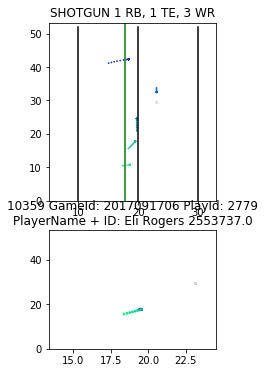 SHOTGUN 1 RB, 1 TE, 3 WR
50
40
30
20
10
0
10 20 30
10359 GameId: 2017091706 PlayId: 2779
PlayerName + ID: Eli Rogers 2553737.0
40
20
0
15.0 17.5 20.0 22.5